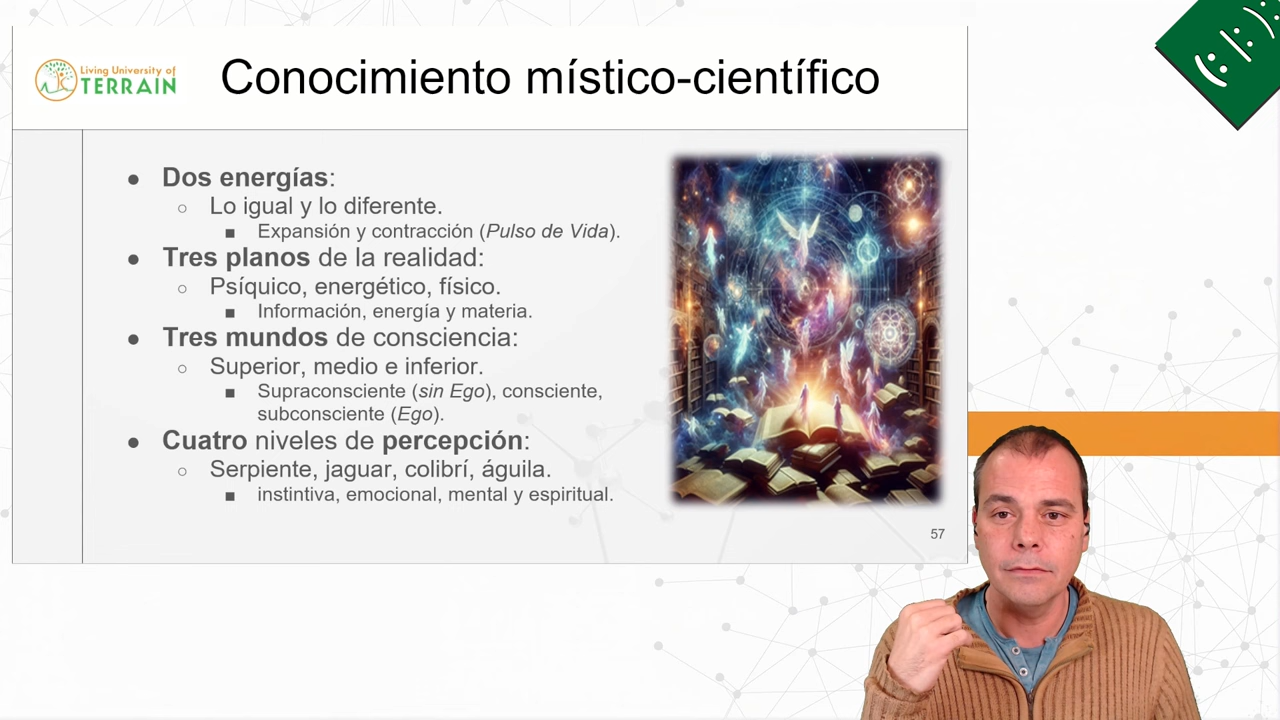 Living University of
TERRAIN
Conocimiento místico-científico
● Dos energías:
○ Lo igual y lo diferente.
■ Expansión y contracción (Pulso de Vida).
● Tres planos de la realidad:
○ Psíquico, energético, físico.
■ Información, energía y materia.
● Tres mundos de consciencia:
○ Superior, medio e inferior.
■ Supraconsciente (sin Ego), consciente,
subconsciente (Ego).
● Cuatro niveles de percepción:
○ Serpiente, jaguar, colibrí, águila.
■ instintiva, emocional, mental y espiritual.
57